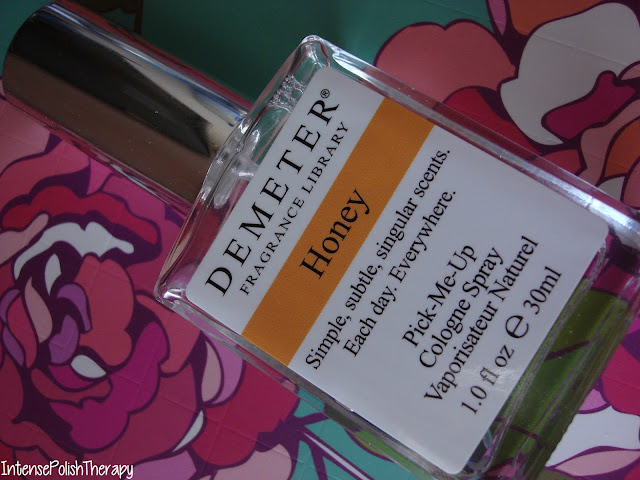 DEMETER®
FRAGRANCE LIBRARY
Honey
Simple, subtle, singular scents.
Each day. Everywhere.
Pick-Me-Up
Cologne Spray
Vaporisateur Naturel
1.0 fl oz ℮ 30ml
IntensePolishTherapy